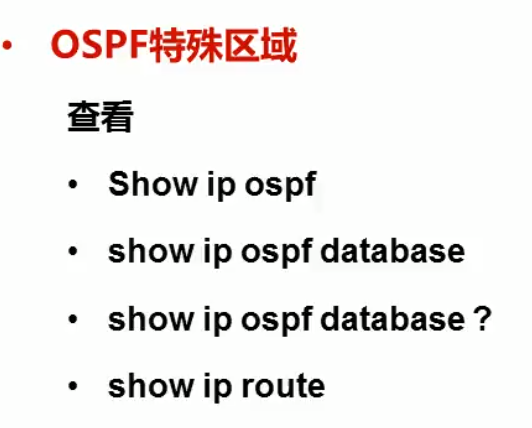 • OSPF特殊区域
查看
• Show ip ospf
• show ip ospf database
• show ip ospf database ?
• show ip route